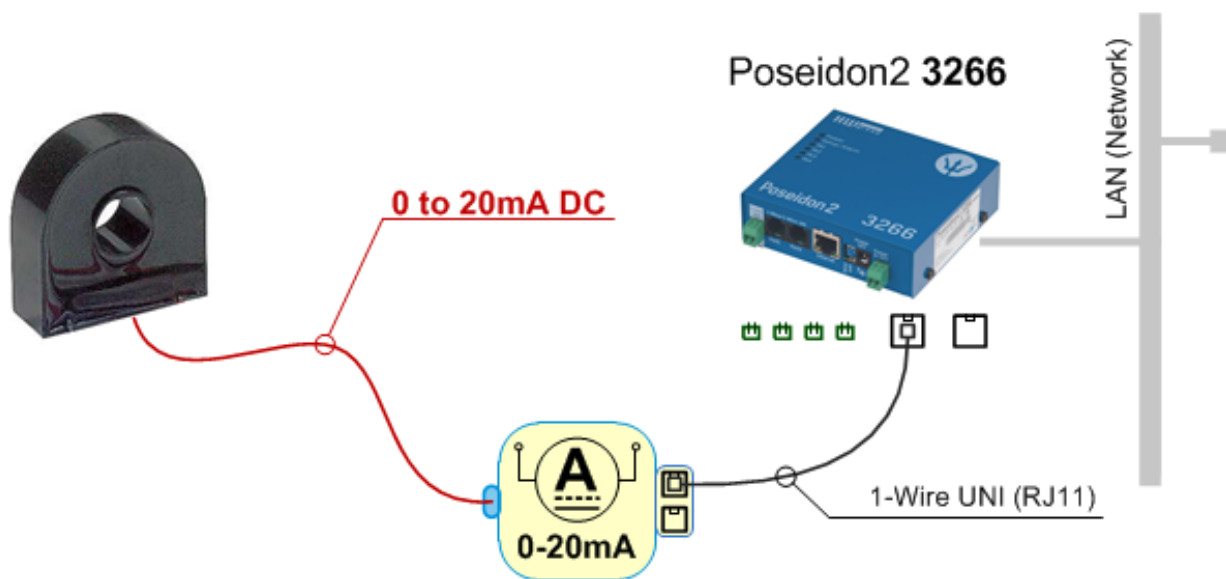 Poseidon2 3266
LAN (Network)
0 to 20mA DC
Poseidon2
3266
A
0-20mA
1-Wire UNI (RJ11)